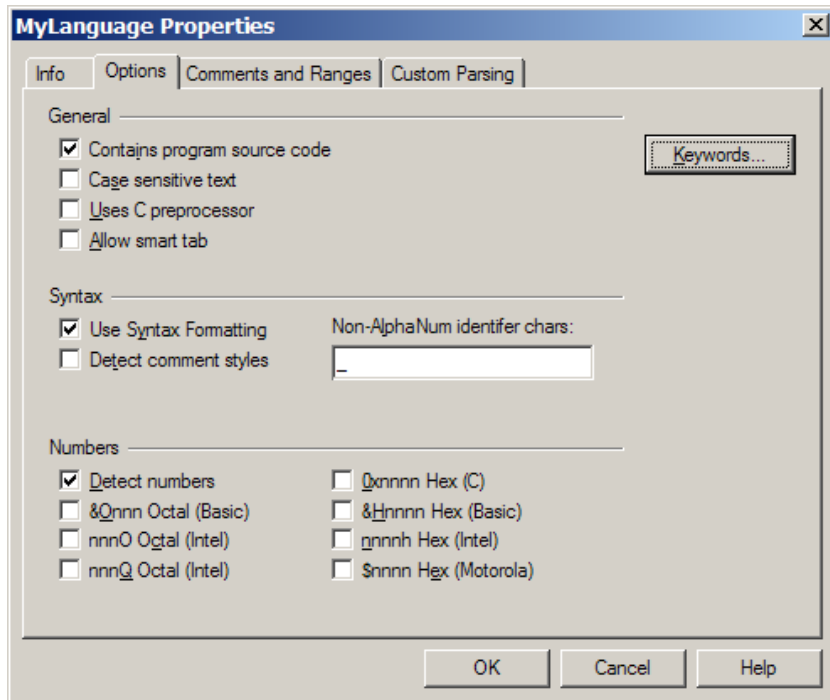 MyLanguage Properties
Info Options Comments and Ranges Custom Parsing
General
Contains program source code Keywords...
Case sensitive text
Uses C preprocessor
Allow smart tab
Syntax
Use Syntax Formatting Non-AlphaNum identifer chars:
Detect comment styles _
Numbers
Detect numbers 0xnnnn Hex (C)
&Onnn Octal (Basic) &Hnnnn Hex (Basic)
nnnO Octal (Intel) nnnnh Hex (Intel)
nnnQ Octal (Intel) $nnnn Hex (Motorola)
OK Cancel Help